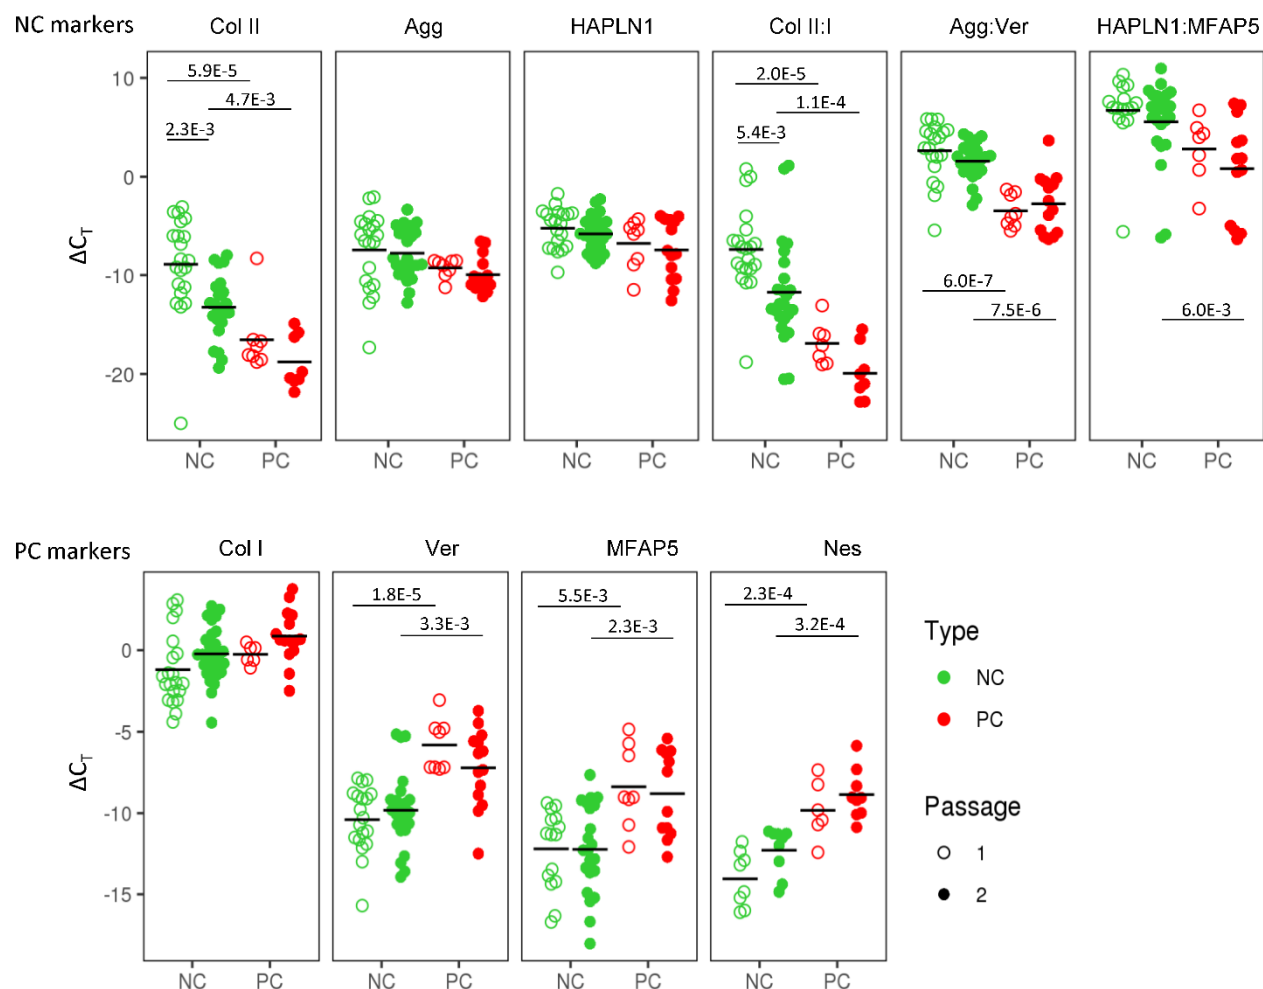 NC markers
Col II
Agg
HAPLN1
Col II:I
Agg:Ver
HAPLN1:MFAP5
10
0
-10
-20
ΔCT
5.9E-5
4.7E-3
2.3E-3
2.0E-5
1.1E-4
5.4E-3
6.0E-7
7.5E-6
6.0E-3
NC PC
NC PC
NC PC
NC PC
NC PC
NC PC
PC markers
Col I
Ver
MFAP5
Nes
0
-5
-10
-15
ΔCT
1.8E-5
3.3E-3
5.5E-3
2.3E-3
2.3E-4
3.2E-4
NC PC
NC PC
NC PC
NC PC
Type
NC
PC
Passage
1
2